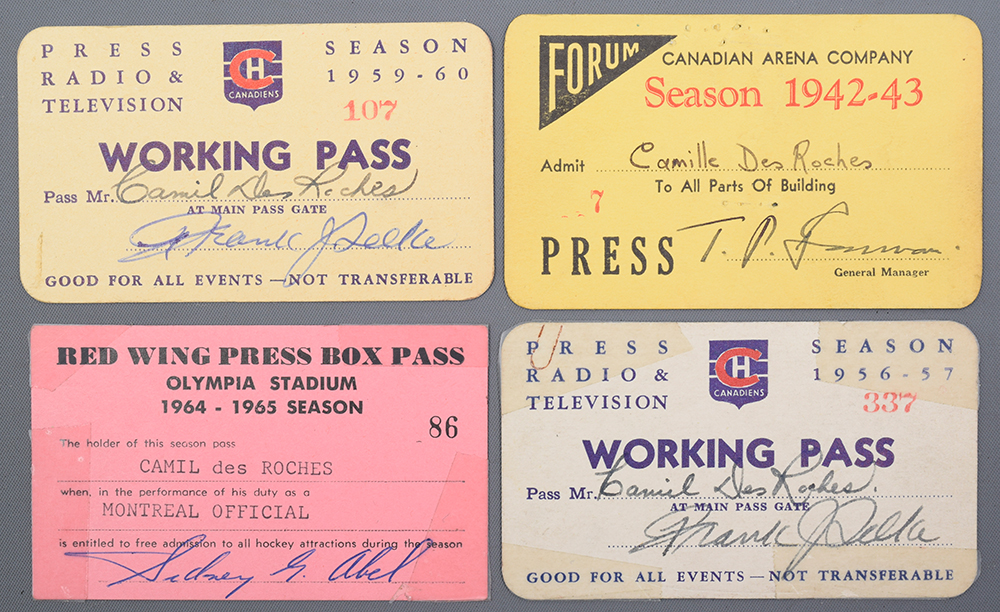 PRESS
RADIO &
TELEVISION
CH
CANADIENS
SEASON
1959-60
107
WORKING PASS
Pass Mr. Camil Des Roches
AT MAIN PASS GATE
Frank J Selke
GOOD FOR ALL EVENTS — NOT TRANSFERABLE
FORUM
CANADIAN ARENA COMPANY
Season 1942-43
Admit Camille Des Roches
To All Parts Of Building
7
PRESS
T. P. Gorman.
General Manager
RED WING PRESS BOX PASS
OLYMPIA STADIUM
1964 - 1965 SEASON
86
The holder of this season pass
CAMIL des ROCHES
when, in the performance of his duty as a
MONTREAL OFFICIAL
is entitled to free admission to all hockey attractions during the season
Sidney G. Abel
PRESS
RADIO &
TELEVISION
CH
CANADIENS
SEASON
1956-57
337
WORKING PASS
Pass Mr. Camil Des Roches.
AT MAIN PASS GATE
Frank J Selke
GOOD FOR ALL EVENTS — NOT TRANSFERABLE